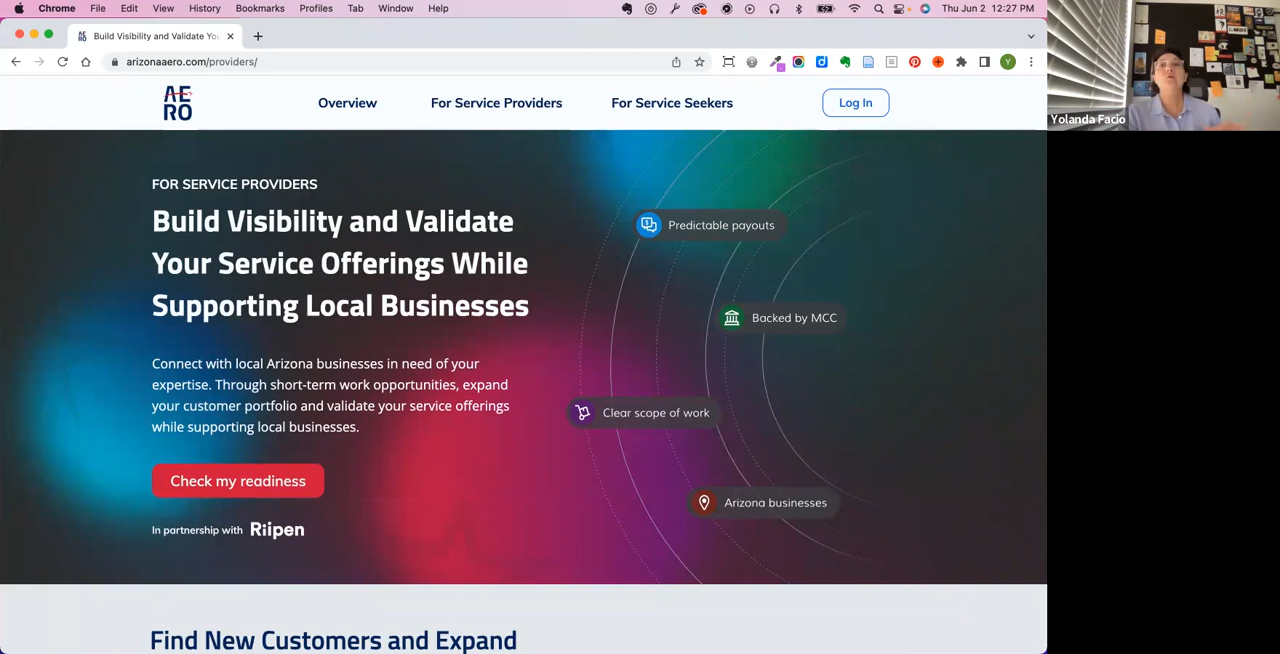 Chrome File Edit View History Bookmarks Profiles Tab Window Help Thu Jun 2 12:27 PM
Build Visibility and Validate You
arizonaaero.com/providers/
Y
AE
RO
Overview For Service Providers For Service Seekers Log In
Yolanda Facio
FOR SERVICE PROVIDERS
Build Visibility and Validate
Your Service Offerings While
Supporting Local Businesses
Connect with local Arizona businesses in need of your
expertise. Through short-term work opportunities, expand
your customer portfolio and validate your service offerings
while supporting local businesses.
Check my readiness
In partnership with Riipen
Predictable payouts
Backed by MCC
Clear scope of work
Arizona businesses
Find New Customers and Expand